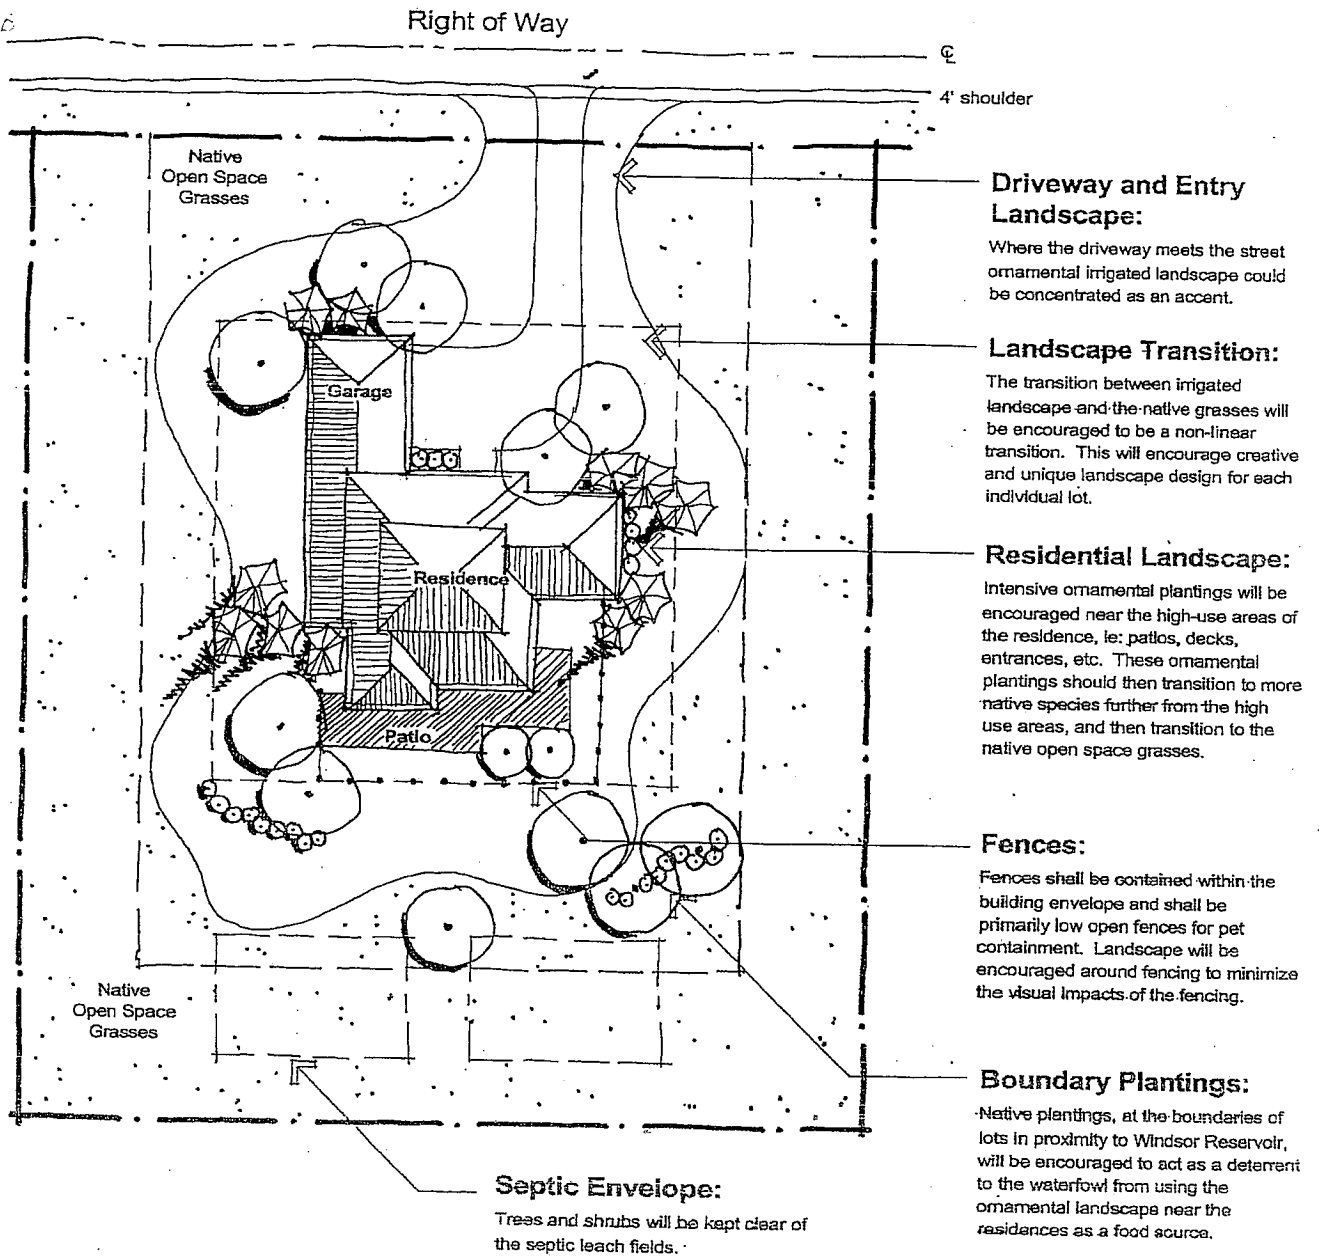 Right of Way
℄
4' shoulder
Native
Open Space
Grasses
Driveway and Entry
Landscape:
Where the driveway meets the street
ornamental irrigated landscape could
be concentrated as an accent.
Landscape Transition:
The transition between irrigated
landscape and the native grasses will
be encouraged to be a non-linear
transition. This will encourage creative
and unique landscape design for each
individual lot.
Garage
Residence
Patio
Residential Landscape:
Intensive ornamental plantings will be
encouraged near the high-use areas of
the residence, ie: patios, decks,
entrances, etc. These ornamental
plantings should then transition to more
native species further from the high
use areas, and then transition to the
native open space grasses.
Fences:
Fences shall be contained within the
building envelope and shall be
primarily low open fences for pet
containment. Landscape will be
encouraged around fencing to minimize
the visual impacts of the fencing.
Native
Open Space
Grasses
Boundary Plantings:
Native plantings, at the boundaries of
lots in proximity to Windsor Reservoir,
will be encouraged to act as a deterrent
to the waterfowl from using the
ornamental landscape near the
residences as a food source.
Septic Envelope:
Trees and shrubs will be kept clear of
the septic leach fields.